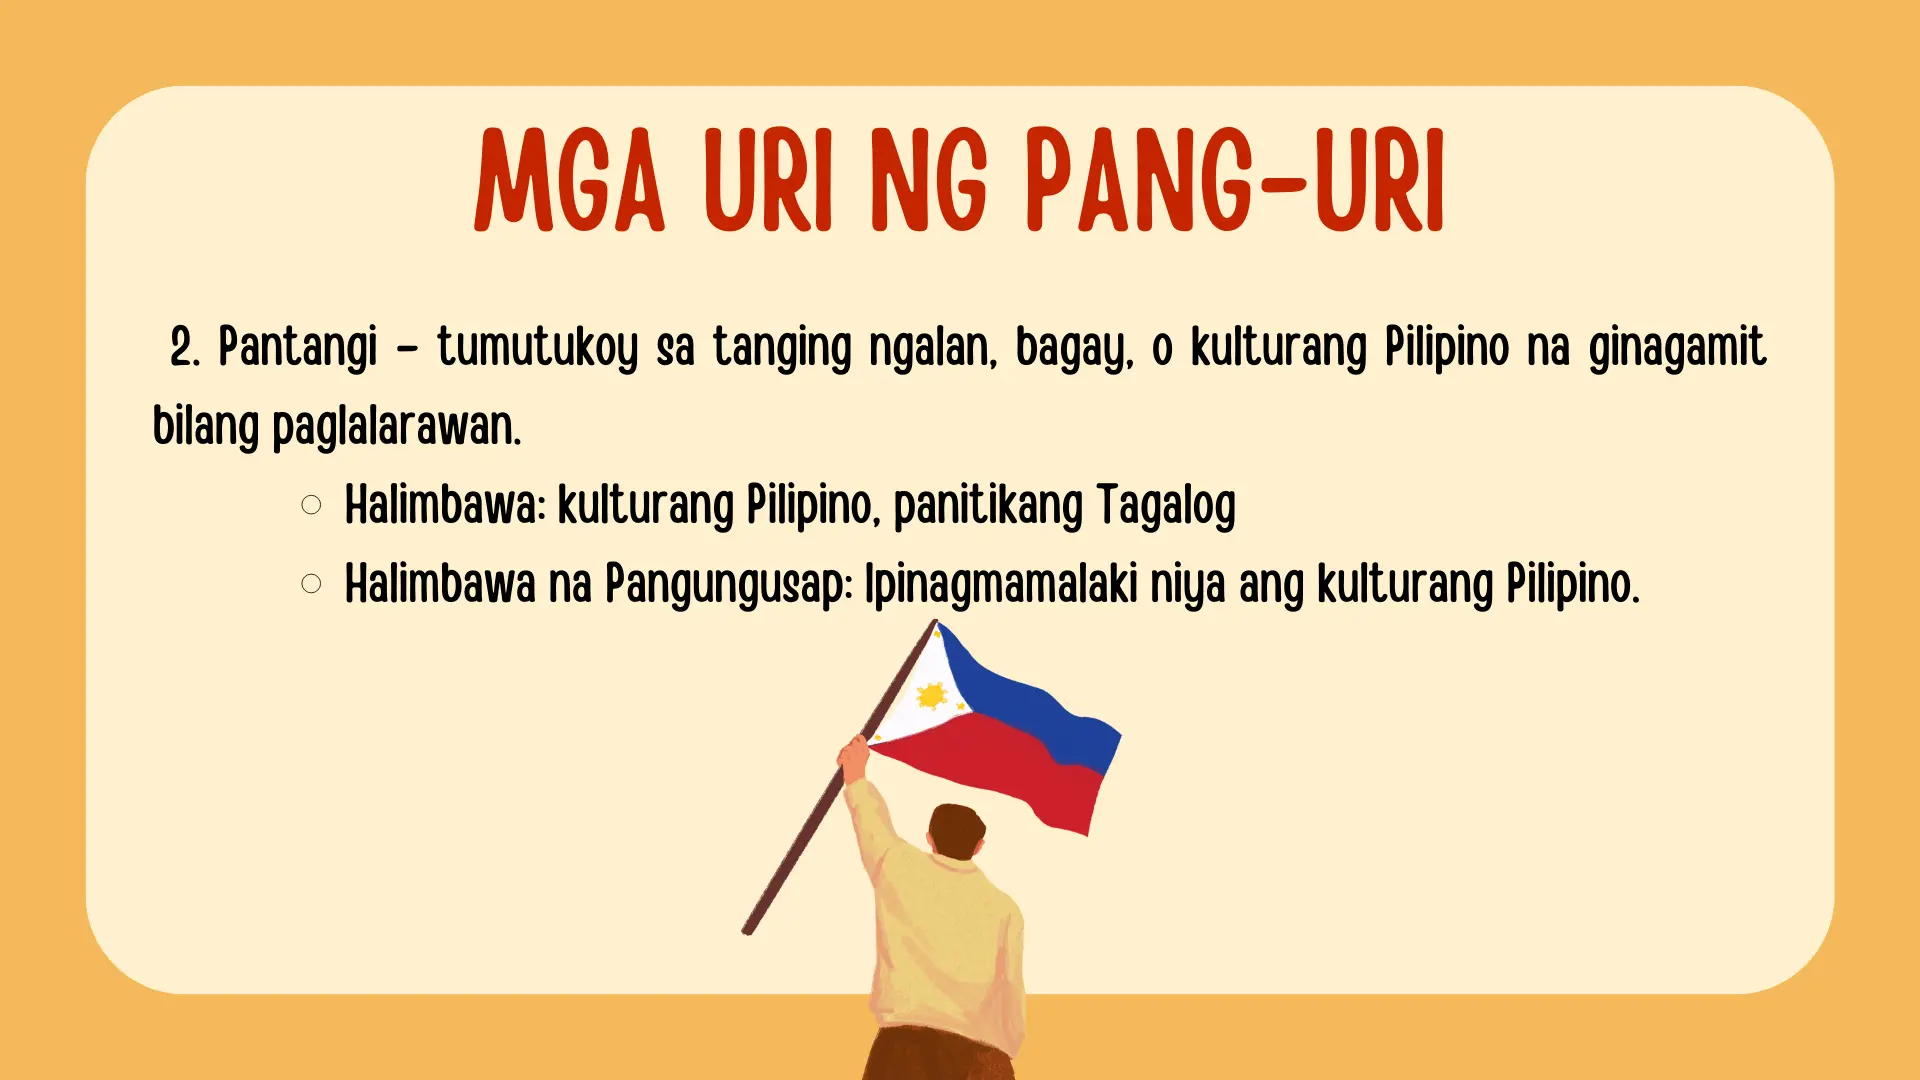 MGA URI NG PANG-URI
2. Pantangi – tumutukoy sa tanging ngalan, bagay, o kulturang Pilipino na ginagamit
bilang paglalarawan.
Halimbawa: kulturang Pilipino, panitikang Tagalog
Halimbawa na Pangungusap: Ipinagmamalaki niya ang kulturang Pilipino.